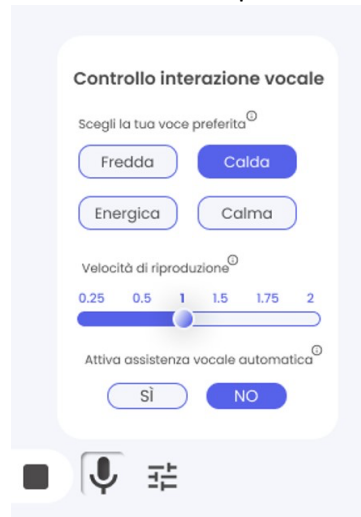 Controllo interazione vocale
Scegli la tua voce preferita
Fredda Calda
Energica Calma
Velocità di riproduzione
0.25 0.5 1 1.5 1.75 2
Attiva assistenza vocale automatica
SÌ NO